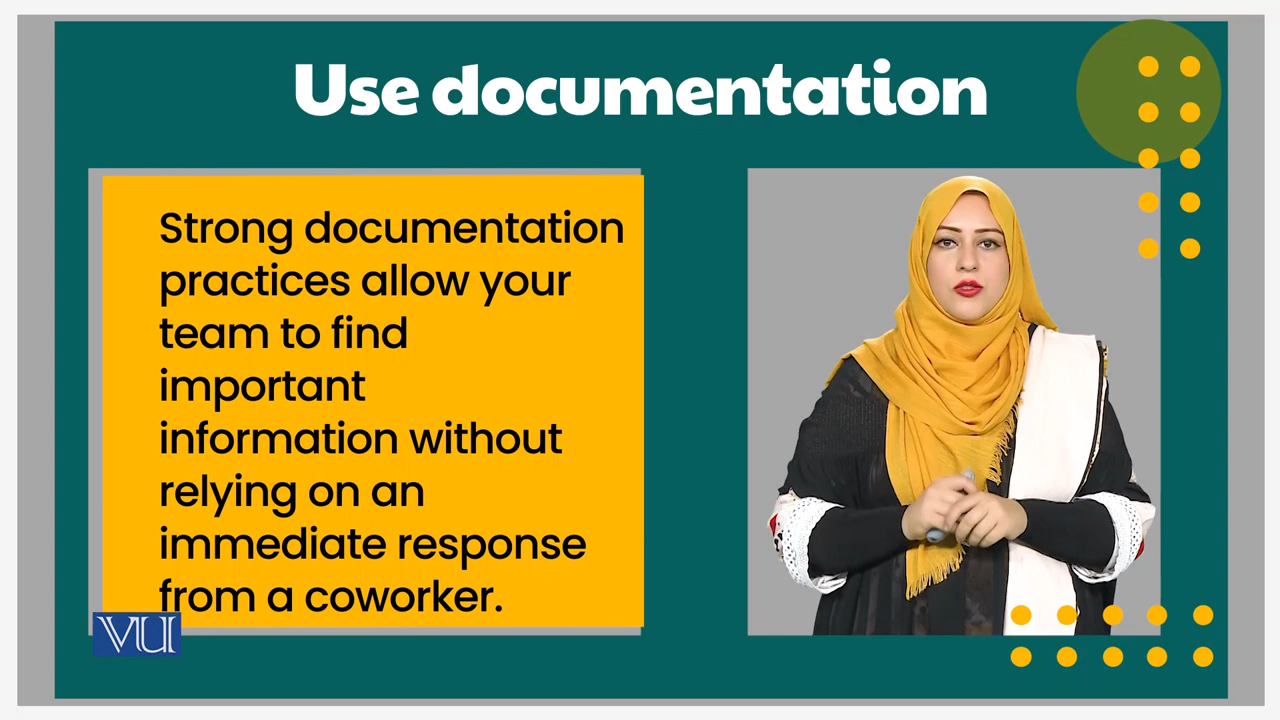 Use documentation
Strong documentation
practices allow your
team to find
important
information without
relying on an
immediate response
from a coworker.
VU